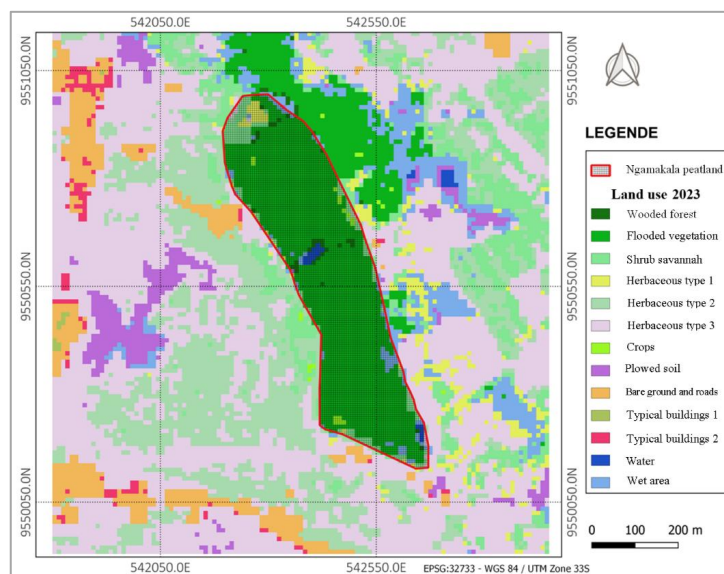 542050.0E
542550.0E
9551050.0N
9551050.0N
LEGENDE
Ngamakala peatland
Land use 2023
Wooded forest
Flooded vegetation
Shrub savannah
Herbaceous type 1
Herbaceous type 2
Herbaceous type 3
Crops
Plowed soil
Bare ground and roads
Typical buildings 1
Typical buildings 2
Water
Wet area
9550550.0N
9550550.0N
9550050.0N
9550050.0N
0 100 200 m
542050.0E
542550.0E
EPSG:32733 - WGS 84 / UTM Zone 33S